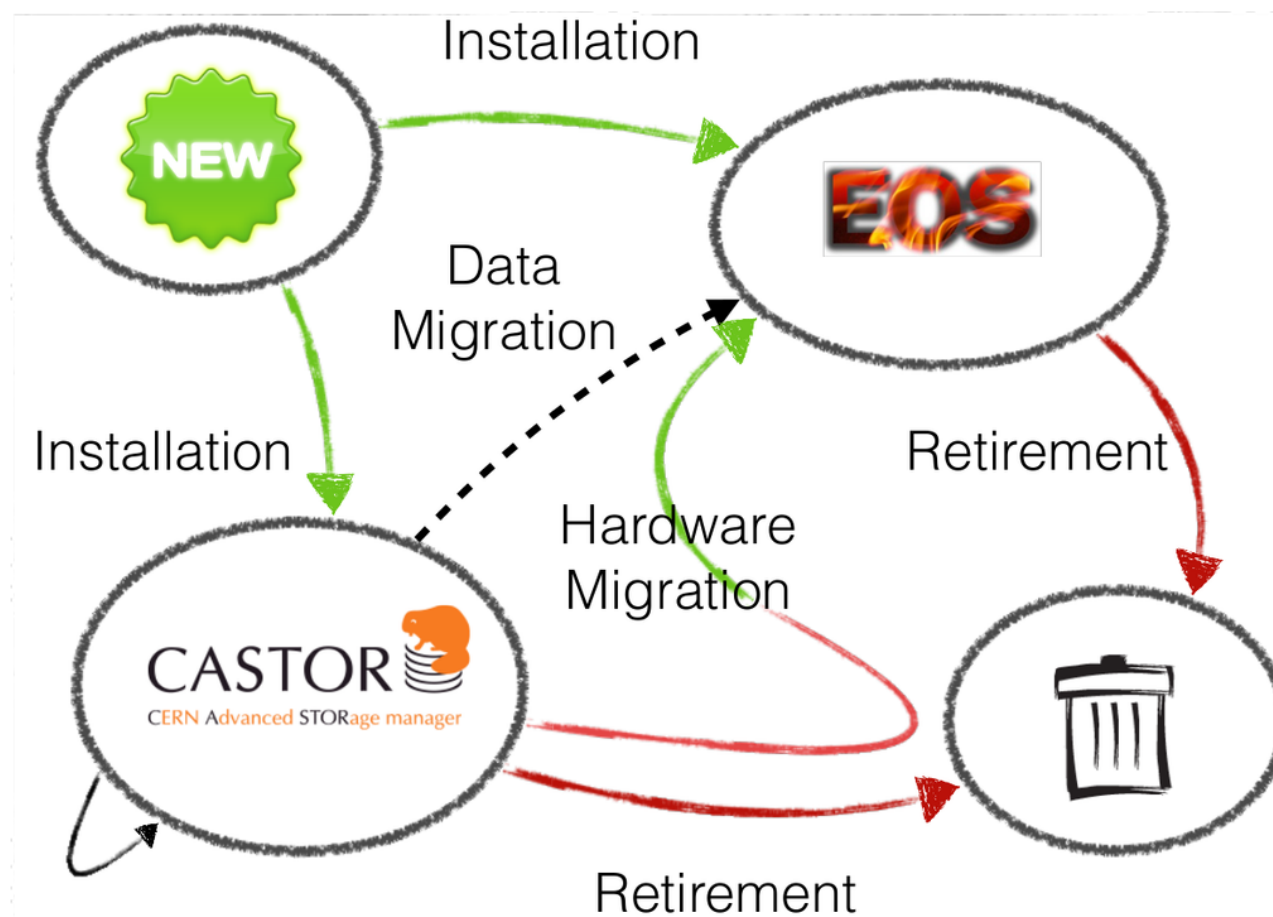 Installation
NEW
EOS
Data
Migration
Installation
Retirement
Hardware
Migration
CASTOR
CERN Advanced STORage manager
Retirement